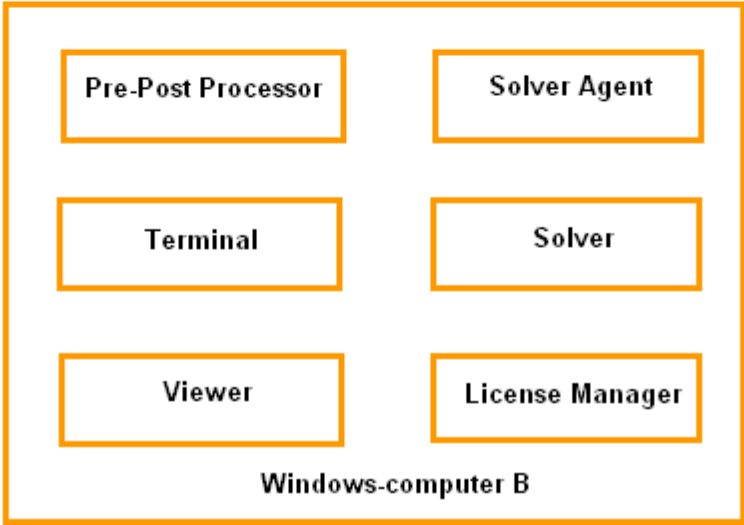 Pre-Post Processor
Solver Agent
Terminal
Solver
Viewer
License Manager
Windows-computer B